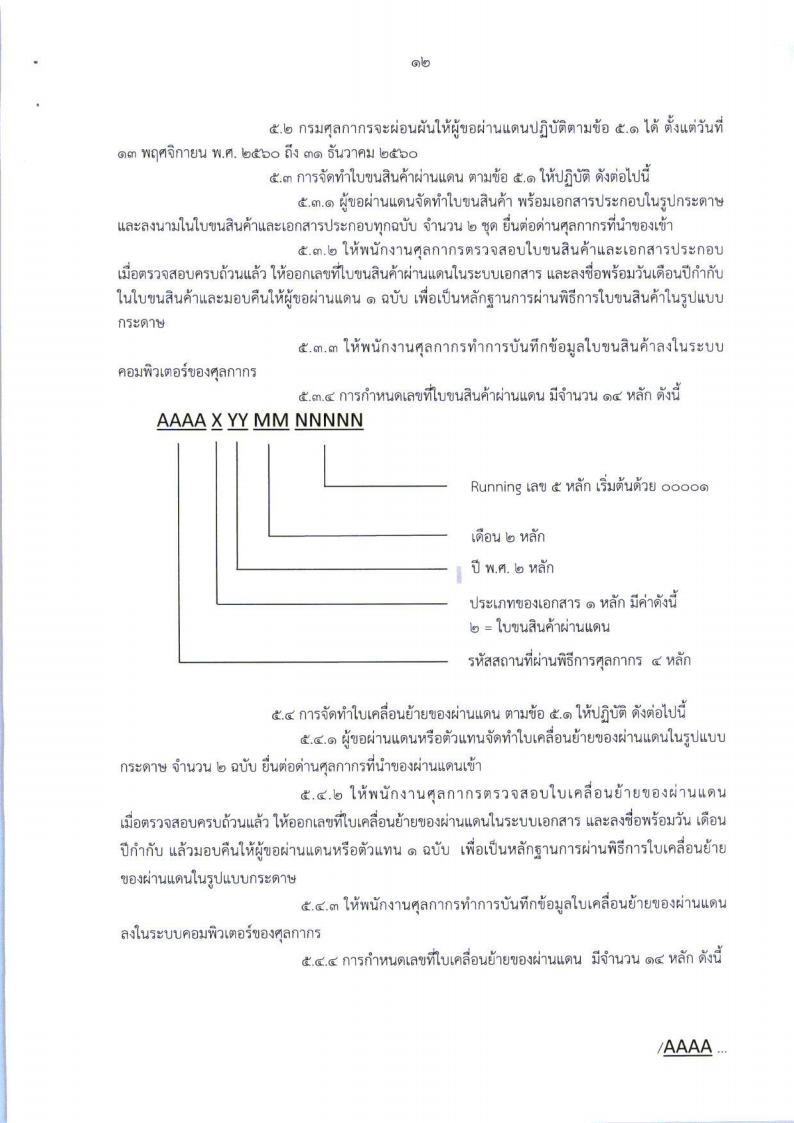 ๑๒
๕.๒ กรมศุลกากรจะผ่อนผันให้ผู้ขอผ่านแดนปฏิบัติตามข้อ ๕.๑ ได้ ตั้งแต่วันที่
๑๓ พฤศจิกายน พ.ศ. ๒๕๖๐ ถึง ๓๑ ธันวาคม ๒๕๖๐
๕.๓ การจัดทำใบขนสินค้าผ่านแดน ตามข้อ ๕.๑ ให้ปฏิบัติ ดังต่อไปนี้
๕.๓.๑ ผู้ขอผ่านแดนจัดทำใบขนสินค้า พร้อมเอกสารประกอบในรูปกระดาษ
และลงนามในใบขนสินค้าและเอกสารประกอบทุกฉบับ จำนวน ๒ ชุด ยื่นต่อด่านศุลกากรที่นำของเข้า
๕.๓.๒ ให้พนักงานศุลกากรตรวจสอบใบขนสินค้าและเอกสารประกอบ
เมื่อตรวจสอบครบถ้วนแล้ว ให้ออกเลขที่ใบขนสินค้าผ่านแดนในระบบเอกสาร และลงชื่อพร้อมวันเดือนปีกำกับ
ในใบขนสินค้าและมอบคืนให้ผู้ขอผ่านแดน ๑ ฉบับ เพื่อเป็นหลักฐานการผ่านพิธีการใบขนสินค้าในรูปแบบ
กระดาษ
๕.๓.๓ ให้พนักงานศุลกากรทำการบันทึกข้อมูลใบขนสินค้าลงในระบบ
คอมพิวเตอร์ของศุลกากร
๕.๓.๔ การกำหนดเลขที่ใบขนสินค้าผ่านแดน มีจำนวน ๑๔ หลัก ดังนี้
AAAA X YY MM NNNNN
Running เลข ๕ หลัก เริ่มต้นด้วย ๐๐๐๐๑
เดือน ๒ หลัก
ปี พ.ศ. ๒ หลัก
ประเภทของเอกสาร ๑ หลัก มีค่าดังนี้
๒ = ใบขนสินค้าผ่านแดน
รหัสสถานที่ผ่านพิธีการศุลกากร ๔ หลัก
๕.๔ การจัดทำใบเคลื่อนย้ายของผ่านแดน ตามข้อ ๕.๑ ให้ปฏิบัติ ดังต่อไปนี้
๕.๔.๑ ผู้ขอผ่านแดนหรือตัวแทนจัดทำใบเคลื่อนย้ายของผ่านแดนในรูปแบบ
กระดาษ จำนวน ๒ ฉบับ ยื่นต่อด่านศุลกากรที่นำของผ่านแดนเข้า
๕.๔.๒ ให้พนักงานศุลกากรตรวจสอบใบเคลื่อนย้ายของผ่านแดน
เมื่อตรวจสอบครบถ้วนแล้ว ให้ออกเลขที่ใบเคลื่อนย้ายของผ่านแดนในระบบเอกสาร และลงชื่อพร้อมวัน เดือน
ปีกำกับ แล้วมอบคืนให้ผู้ขอผ่านแดนหรือตัวแทน ๑ ฉบับ เพื่อเป็นหลักฐานการผ่านพิธีการใบเคลื่อนย้าย
ของผ่านแดนในรูปแบบกระดาษ
๕.๔.๓ ให้พนักงานศุลกากรทำการบันทึกข้อมูลใบเคลื่อนย้ายของผ่านแดน
ลงในระบบคอมพิวเตอร์ของศุลกากร
๕.๔.๔ การกำหนดเลขที่ใบเคลื่อนย้ายของผ่านแดน มีจำนวน ๑๔ หลัก ดังนี้
/AAAA ...